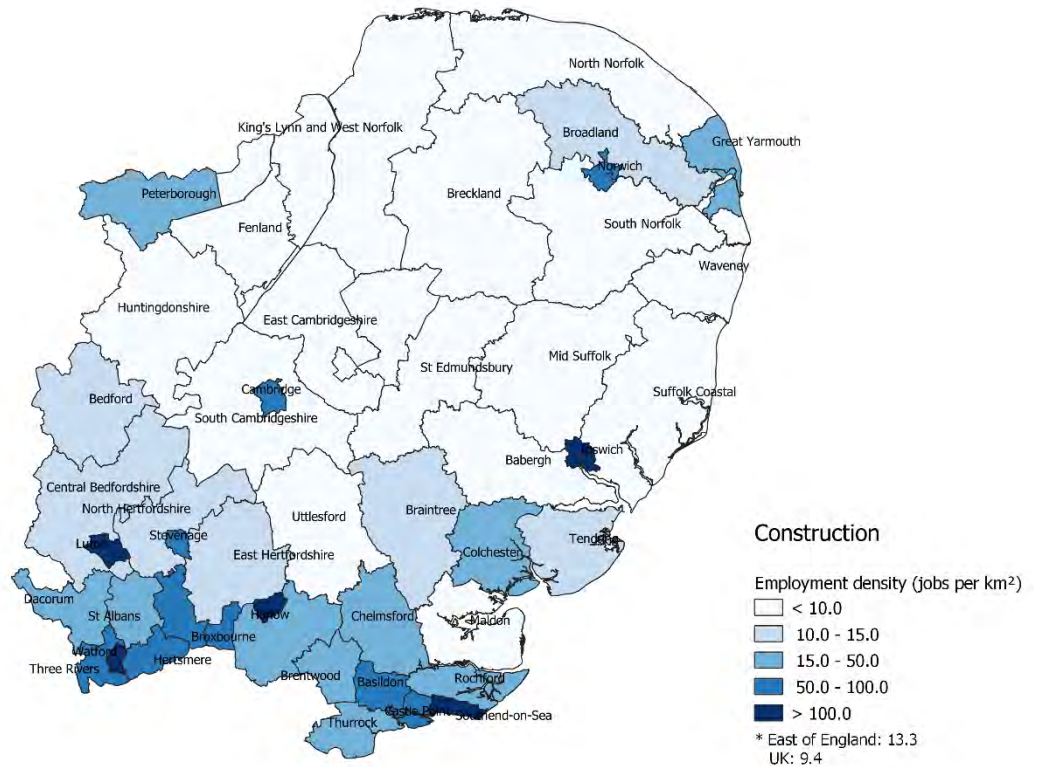 North Norfolk
King's Lynn and West Norfolk
Broadland
Great Yarmouth
Norwich
Peterborough
Breckland
South Norfolk
Fenland
Waveney
Huntingdonshire
East Cambridgeshire
Mid Suffolk
St Edmundsbury
Suffolk Coastal
Cambridge
Bedford
South Cambridgeshire
Ipswich
Babergh
Central Bedfordshire
North Hertfordshire
Braintree
Uttlesford
Stevenage
Luton
Tendring
Colchester
East Hertfordshire
Dacorum
St Albans
Harlow
Chelmsford
Maldon
Broxbourne
Watford
Hertsmere
Three Rivers
Brentwood
Basildon
Rochford
Castle Point
Southend-on-Sea
Thurrock
Construction
Employment density (jobs per km²)
< 10.0
10.0 - 15.0
15.0 - 50.0
50.0 - 100.0
> 100.0
* East of England: 13.3
UK: 9.4